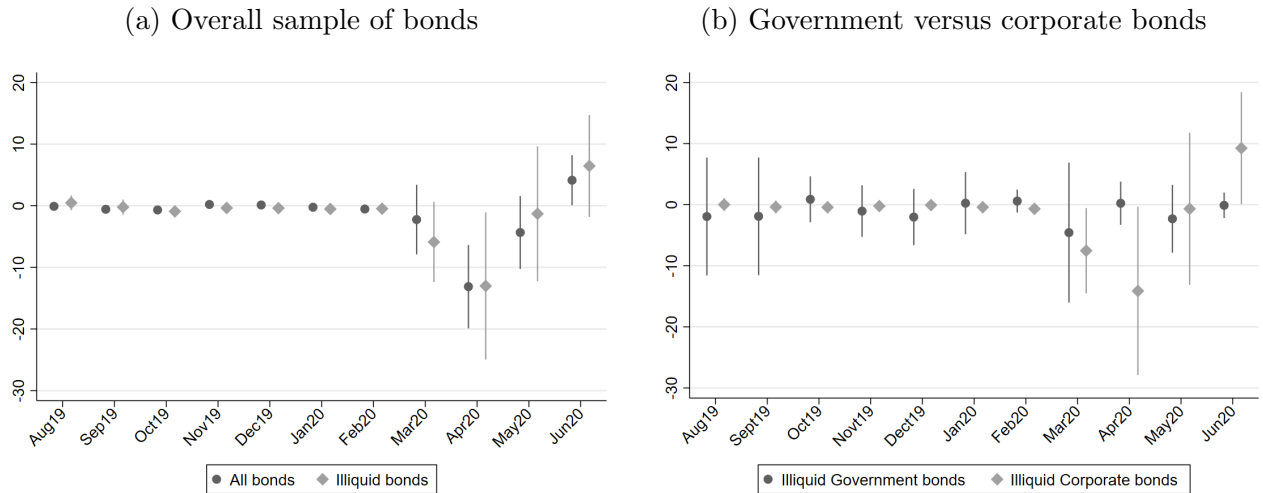 (a) Overall sample of bonds
20
10
0
-10
-20
-30
Aug19
Sep19
Oct19
Nov19
Dec19
Jan20
Feb20
Mar20
Apr20
May20
Jun20
All bonds
Illiquid bonds
(b) Government versus corporate bonds
20
10
0
-10
-20
-30
Aug19
Sept19
Oct19
Novt19
Dect19
Jan20
Feb20
Mar20
Apr20
May20
Jun20
Illiquid Government bonds
Illiquid Corporate bonds